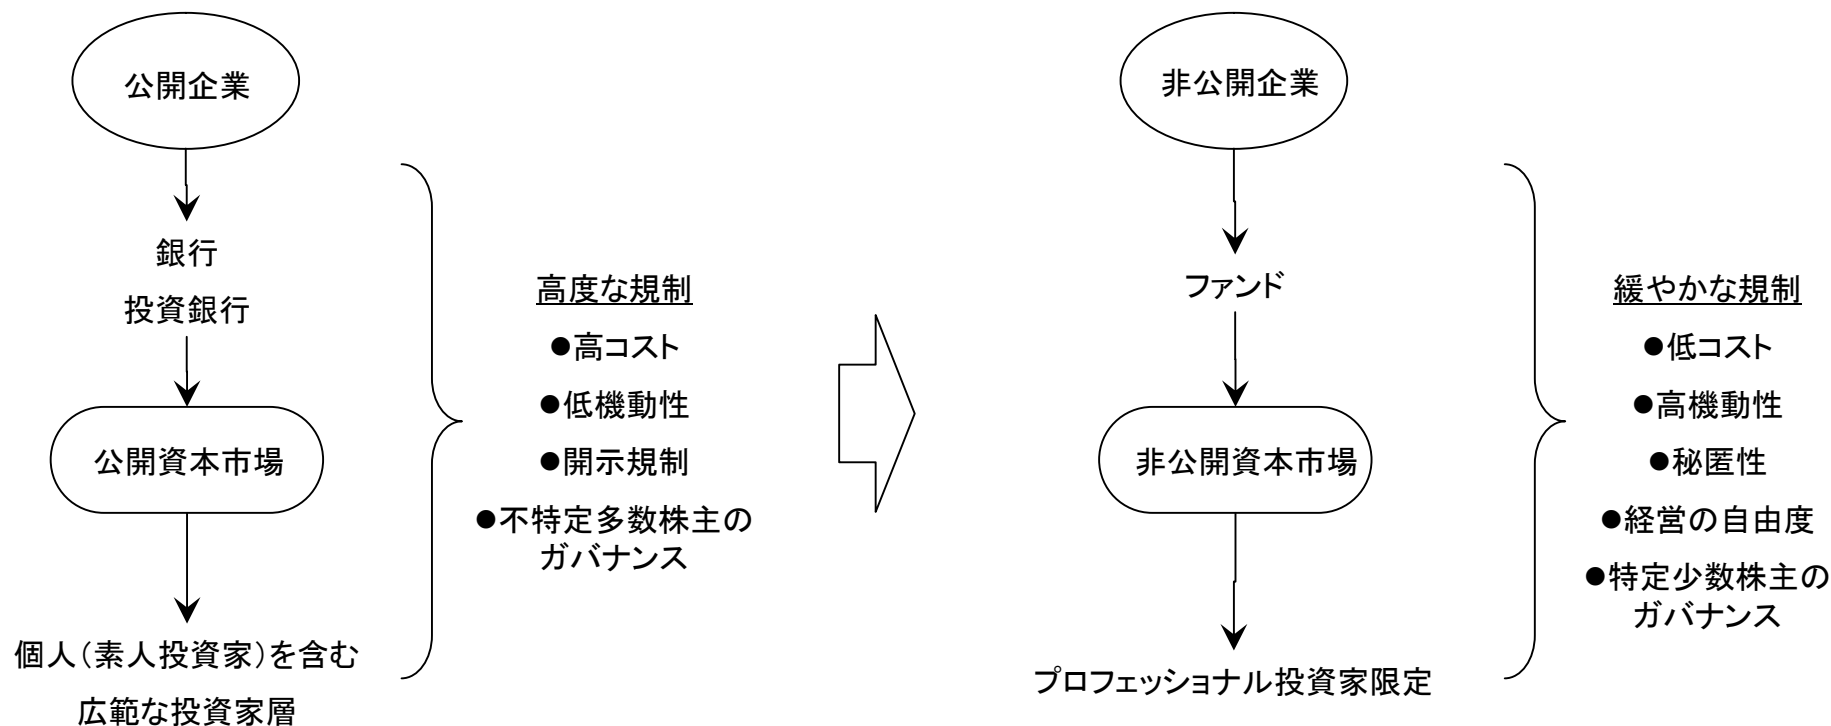 公開企業
銀行
投資銀行
公開資本市場
個人(素人投資家)を含む
広範な投資家層
高度な規制
●高コスト
●低機動性
●開示規制
●不特定多数株主の
ガバナンス
非公開企業
ファンド
非公開資本市場
プロフェッショナル投資家限定
緩やかな規制
●低コスト
●高機動性
●秘匿性
●経営の自由度
●特定少数株主の
ガバナンス